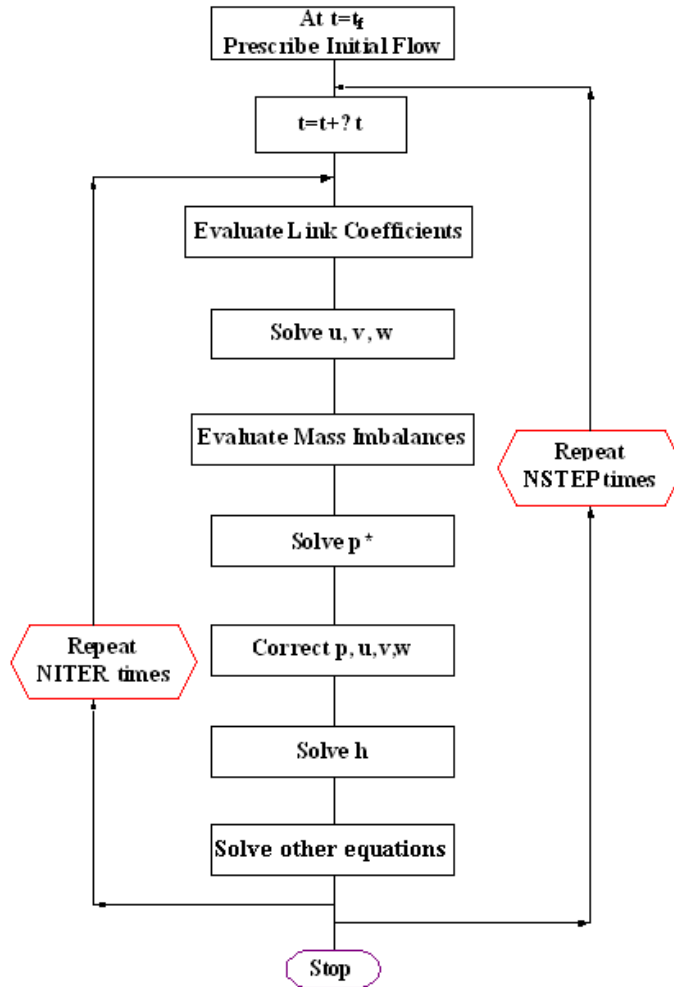 At t=tf
Prescribe Initial Flow
t=t+? t
Evaluate Link Coefficients
Solve u, v, w
Evaluate Mass Imbalances
Repeat
NSTEP times
Solve p*
Repeat
NITER times
Correct p, u,v,w
Solve h
Solve other equations
Stop